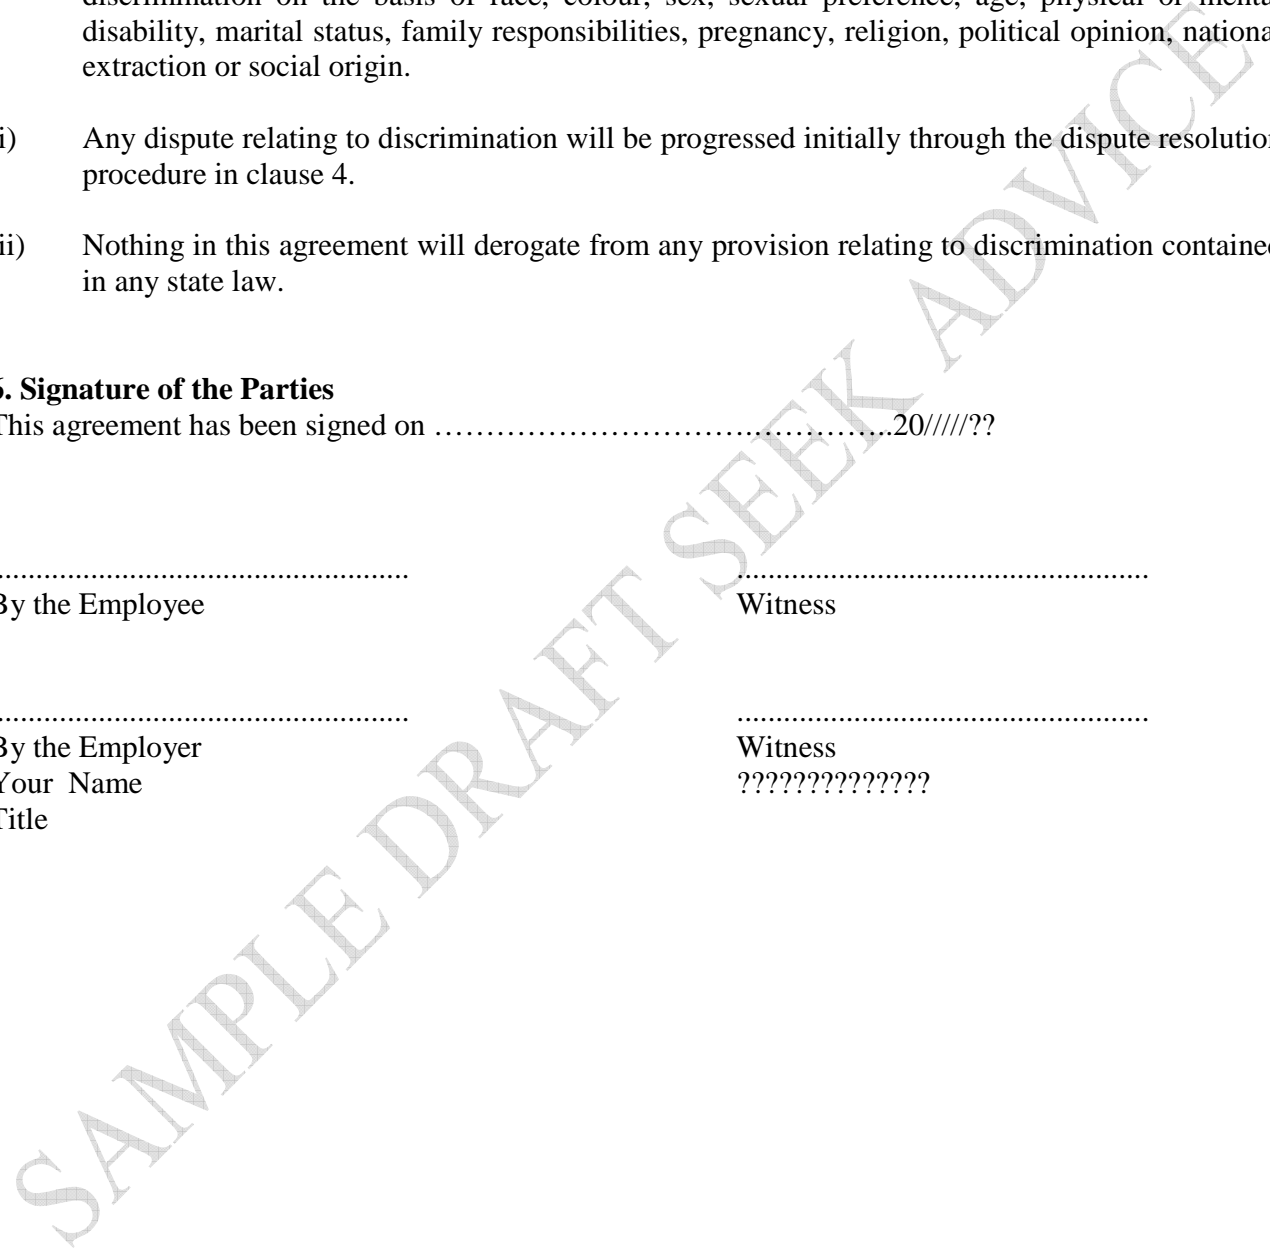 discrimination on the basis of race, colour, sex, sexual preference, age, physical or mental
disability, marital status, family responsibilities, pregnancy, religion, political opinion, nationa
extraction or social origin.
i) Any dispute relating to discrimination will be progressed initially through the dispute resolution
procedure in clause 4.
ii) Nothing in this agreement will derogate from any provision relating to discrimination contained
in any state law.
6. Signature of the Parties
This agreement has been signed on …………………………………………..20/////??
..................................................... .....................................................
By the Employee Witness
..................................................... .....................................................
By the Employer Witness
Your Name ??????????????
Title
SAMPLE DRAFT SEEK ADVICE